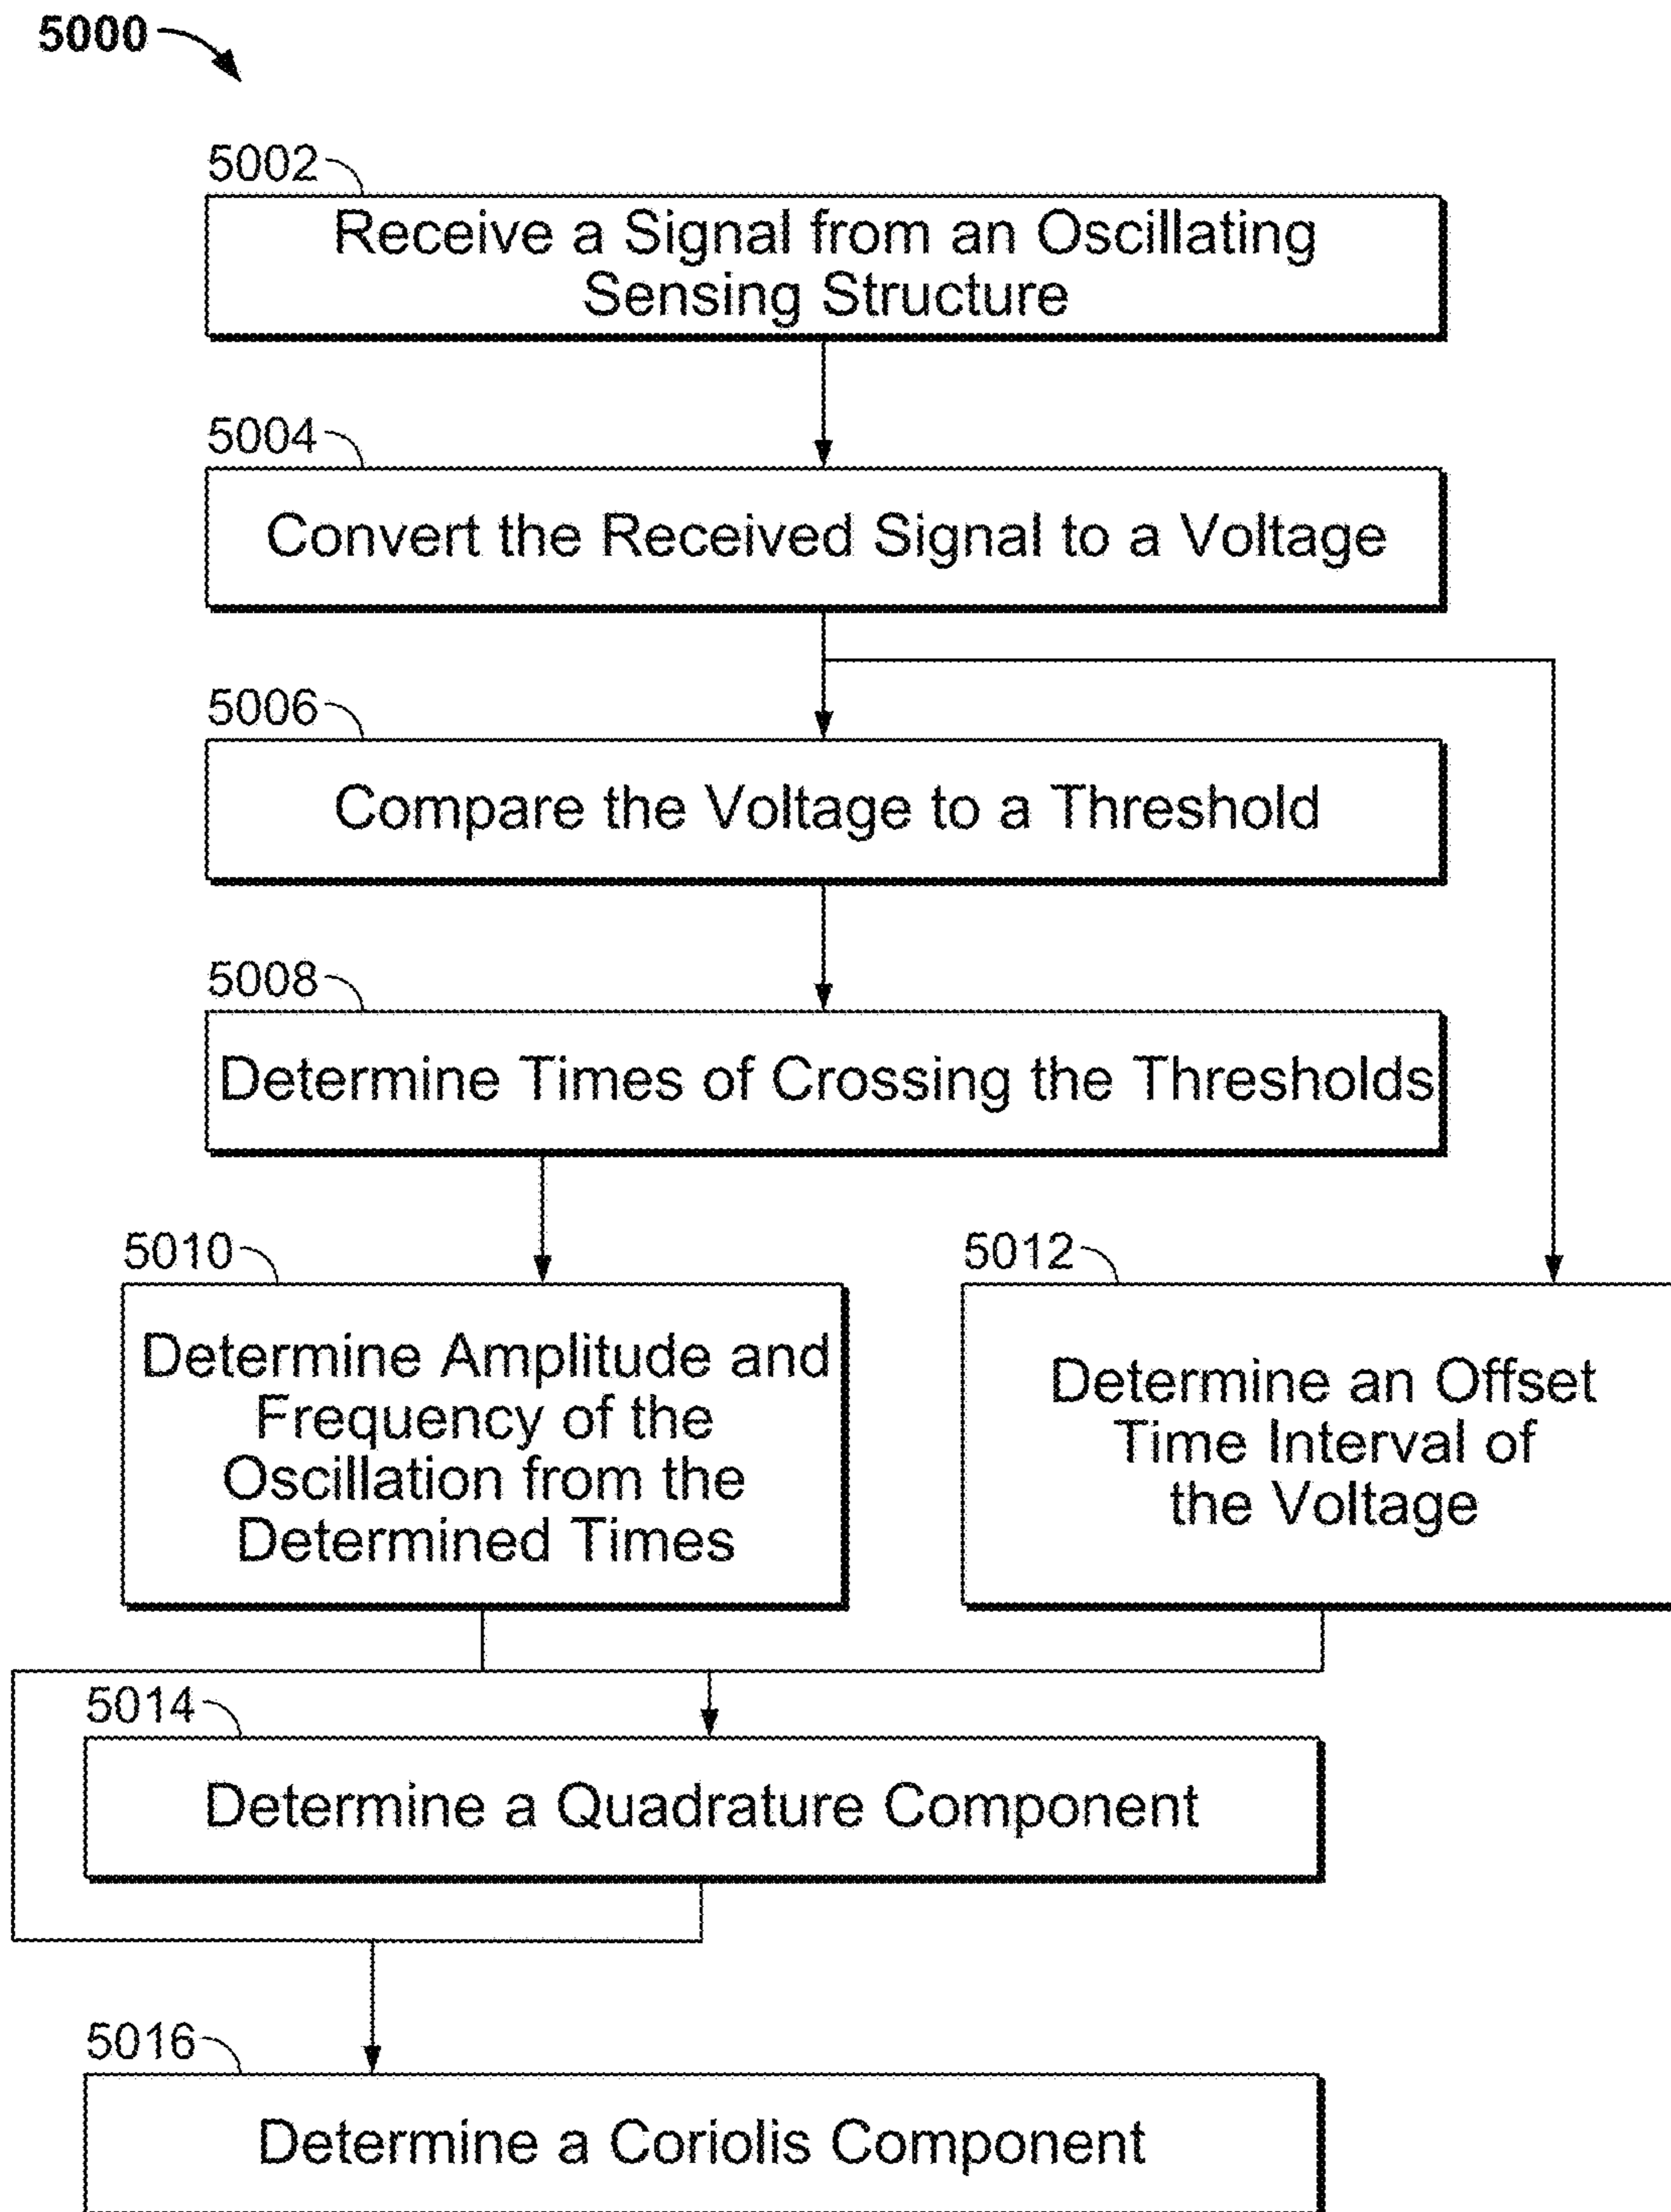 5000
5002
Receive a Signal from an Oscillating
Sensing Structure
5004
Convert the Received Signal to a Voltage
5006
Compare the Voltage to a Threshold
5008
Determine Times of Crossing the Thresholds
5010
Determine Amplitude and
Frequency of the
Oscillation from the
Determined Times
5012
Determine an Offset
Time Interval of
the Voltage
5014
Determine a Quadrature Component
5016
Determine a Coriolis Component